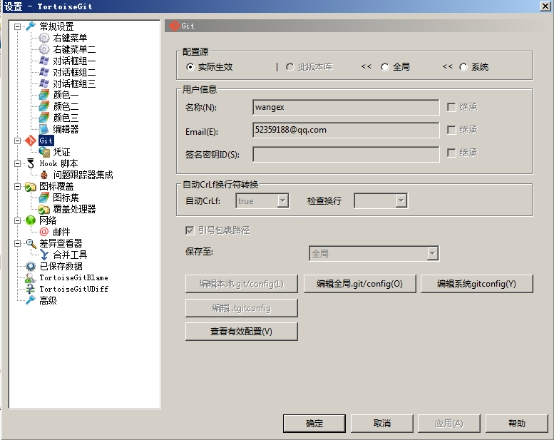 设置 - TortoiseGit
常规设置
右键菜单
右键菜单二
对话框组一
对话框组二
对话框组三
颜色一
颜色二
颜色三
编辑器
Git
凭证
Hook 脚本
问题跟踪器集成
图标覆盖
图标集
覆盖处理器
网络
邮件
差异查看器
合并工具
已保存数据
TortoiseGitBlame
TortoiseGitUDiff
高级
Git
配置源
实际生效 | 此版本库 << 全局 << 系统
用户信息
名称(N): wangex 继承
Email(E): 52359188@qq.com 继承
签名密钥ID(S): 继承
自动CrLf换行符转换
自动CrLf: true 检查换行
引号包裹路径
保存至: 全局
编辑本地.git/config(L) 编辑全局.git/config(O) 编辑系统gitconfig(Y)
编辑.tgitconfig
查看有效配置(V)
确定 取消 应用(A) 帮助